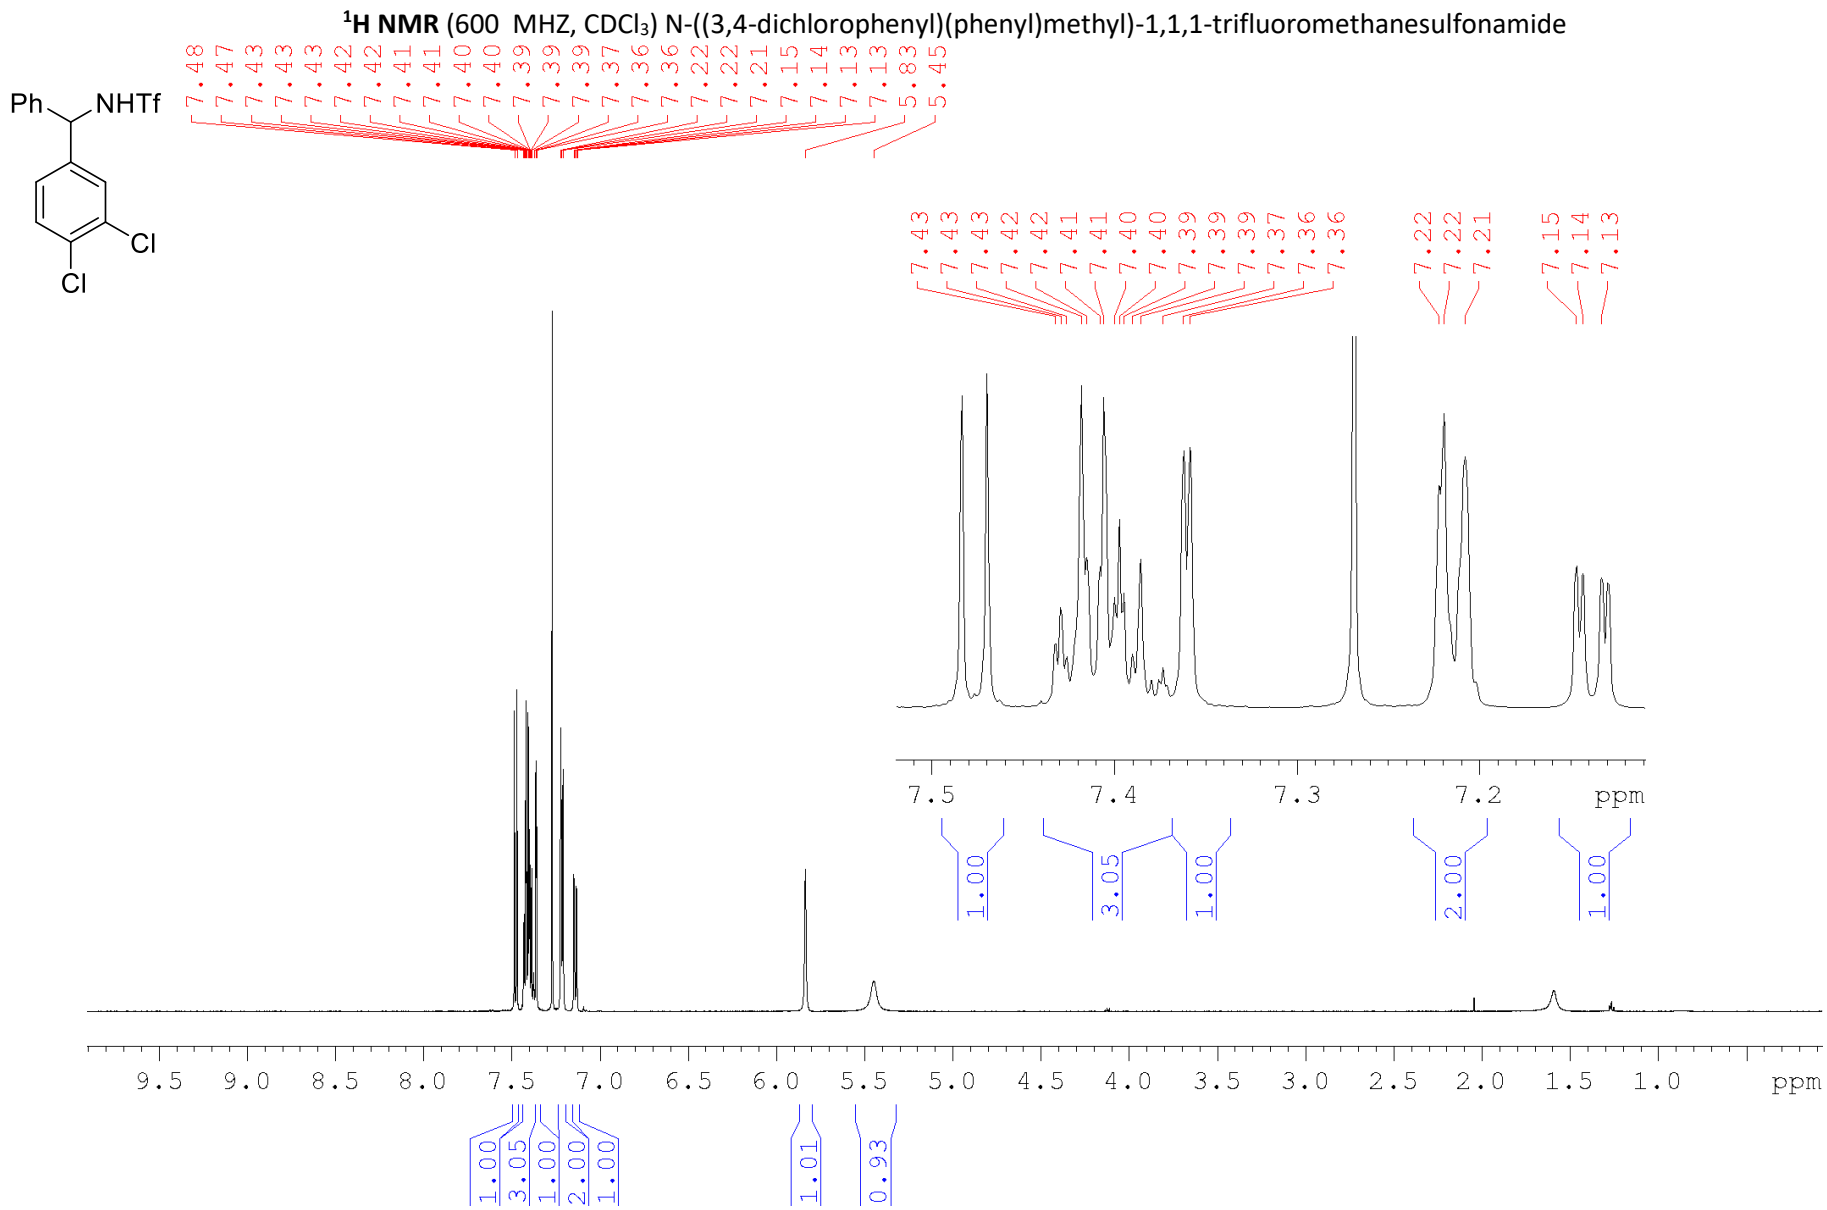 ¹H NMR (600 MHZ, CDCl₃) N-((3,4-dichlorophenyl)(phenyl)methyl)-1,1,1-trifluoromethanesulfonamide
7.48 7.47 7.43 7.43 7.43 7.42 7.42 7.41 7.41 7.40 7.40 7.39 7.39 7.39 7.37 7.36 7.36 7.22 7.22 7.21 7.15 7.14 7.13 7.13 5.83 5.45
Ph NHTf
Cl
Cl
7.43 7.43 7.43 7.42 7.42 7.41 7.41 7.40 7.40 7.39 7.39 7.39 7.37 7.36 7.36 7.22 7.22 7.21 7.15 7.14 7.13
7.5 7.4 7.3 7.2 ppm
1.00 3.05 1.00 2.00 1.00
9.5 9.0 8.5 8.0 7.5 7.0 6.5 6.0 5.5 5.0 4.5 4.0 3.5 3.0 2.5 2.0 1.5 1.0 ppm
1.00 3.05 1.00 2.00 1.00 1.01 0.93